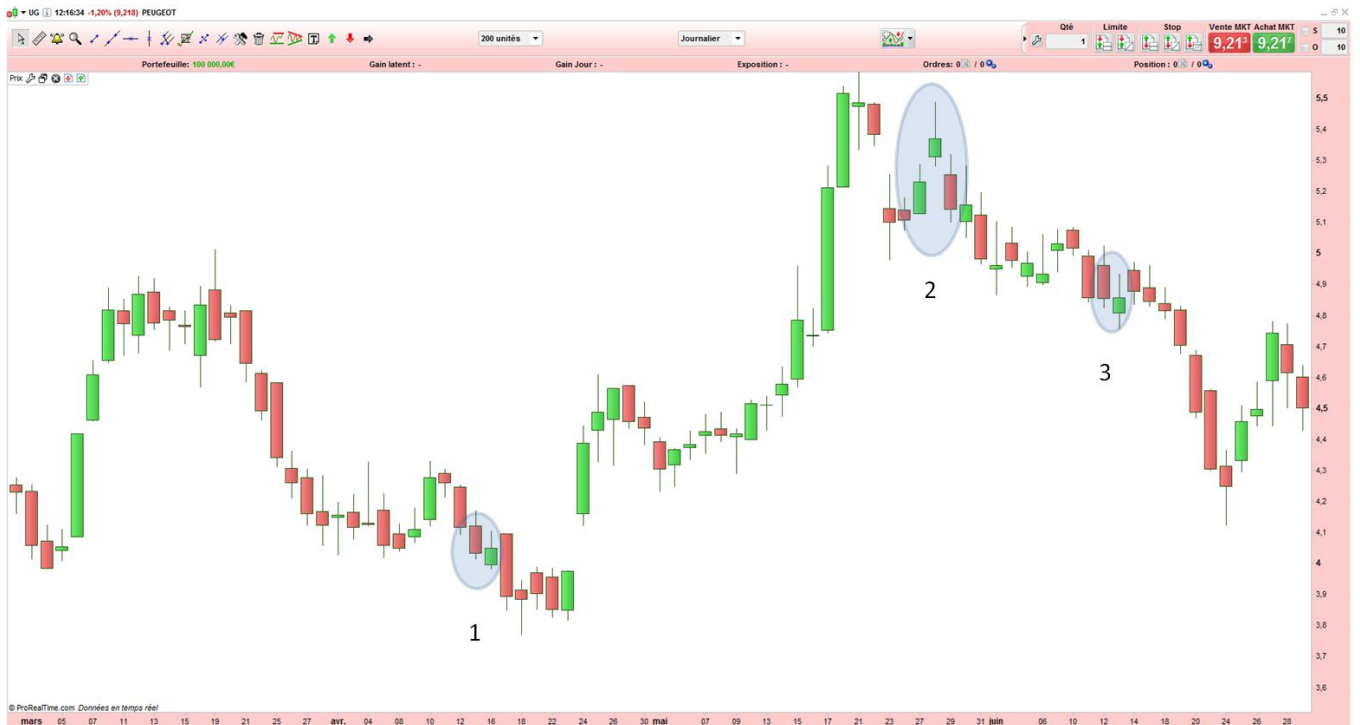 UG 12:16:34 -1,20% (9,218) PEUGEOT
200 unités Journalier Qté Limite Stop Vente MKT Achat MKT
1 9,21³ 9,21⁷ S 10
O 10
Portefeuille: 100 000,00€ Gain latent : - Gain Jour : - Exposition : - Ordres: 0 / 0 Position : 0 / 0
Prix
5,5
5,4
5,3
5,2
5,1
5
4,9
4,8
4,7
4,6
4,5
4,4
4,3
4,2
4,1
4
3,9
3,8
3,7
3,6
2
3
1
© ProRealTime.com Données en temps réel
mars 05 07 11 13 15 19 21 25 27 avr. 04 08 10 12 16 18 22 24 26 30 mai 07 09 13 15 17 21 23 27 29 31 juin 06 10 12 14 18 20 24 26 28